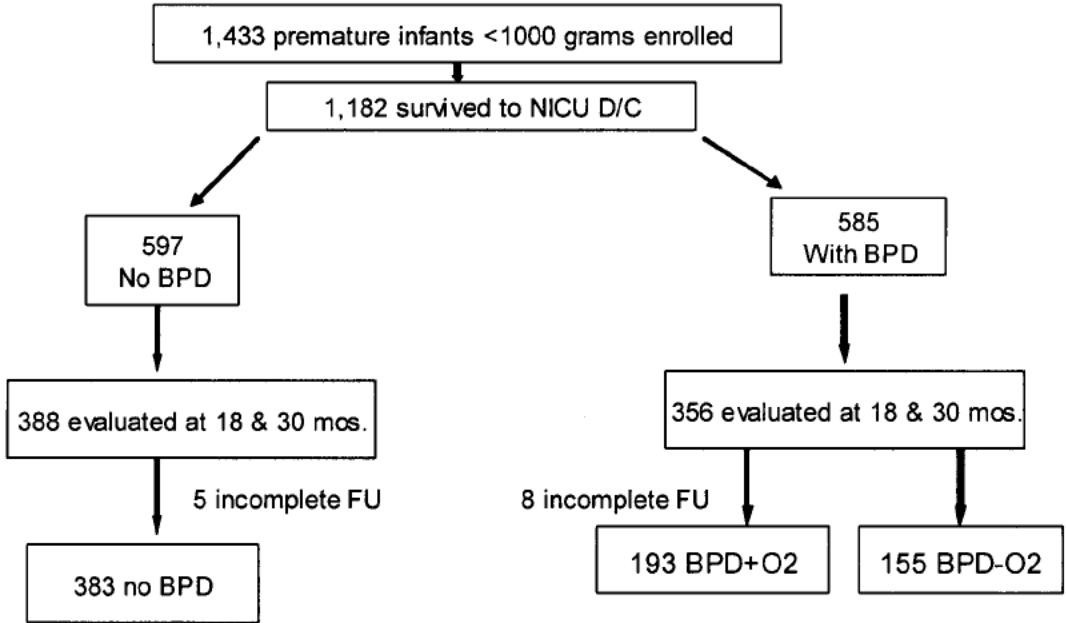 1,433 premature infants <1000 grams enrolled
1,182 survived to NICU D/C
597
No BPD
585
With BPD
388 evaluated at 18 & 30 mos.
356 evaluated at 18 & 30 mos.
5 incomplete FU
8 incomplete FU
383 no BPD
193 BPD+O2
155 BPD-O2